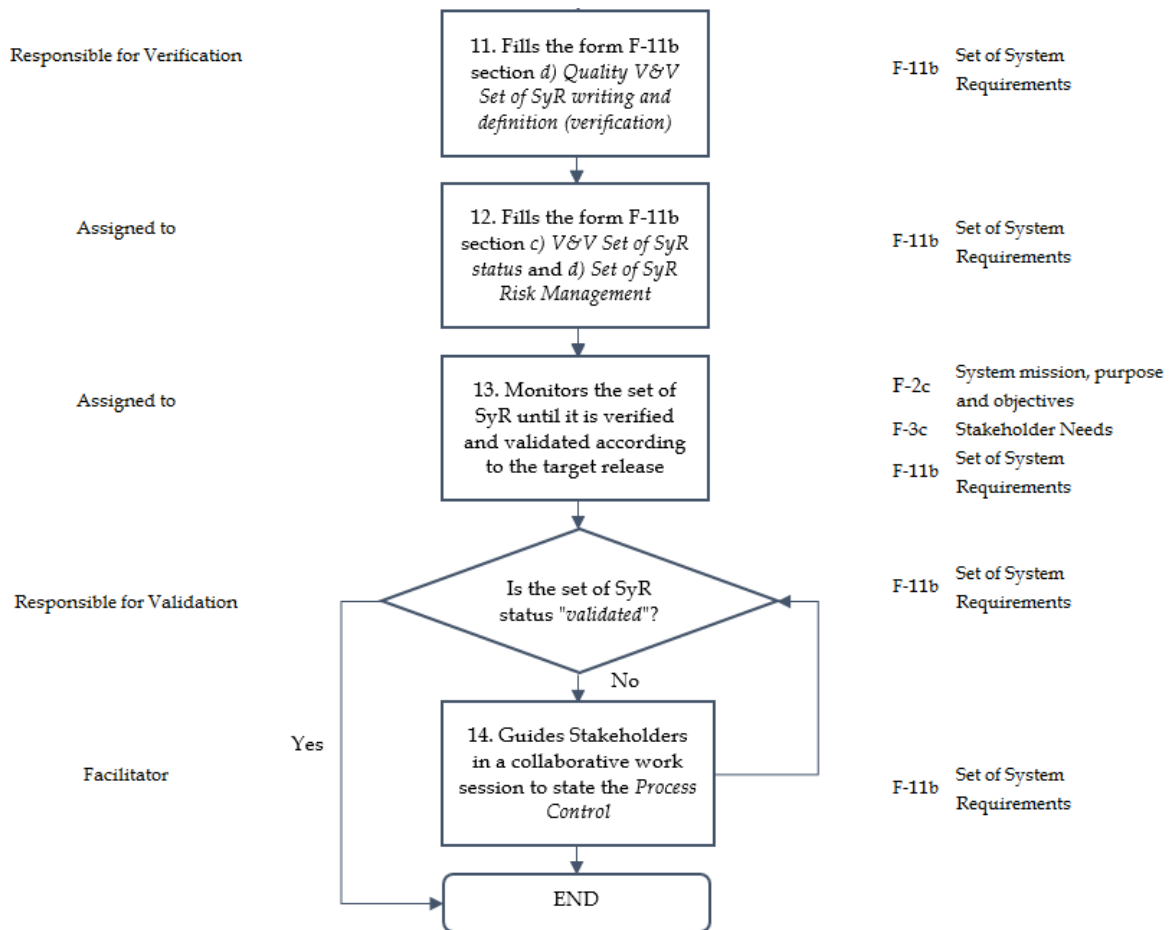 Responsible for Verification
11. Fills the form F-11b
section d) Quality V&V
Set of SyR writing and
definition (verification)
F-11b
Set of System
Requirements
Assigned to
12. Fills the form F-11b
section c) V&V Set of SyR
status and d) Set of SyR
Risk Management
F-11b
Set of System
Requirements
Assigned to
13. Monitors the set of
SyR until it is verified
and validated according
to the target release
F-2c
System mission, purpose
and objectives
F-3c
Stakeholder Needs
F-11b
Set of System
Requirements
Responsible for Validation
Is the set of SyR
status "validated"?
F-11b
Set of System
Requirements
No
Yes
Facilitator
14. Guides Stakeholders
in a collaborative work
session to state the Process
Control
F-11b
Set of System
Requirements
END